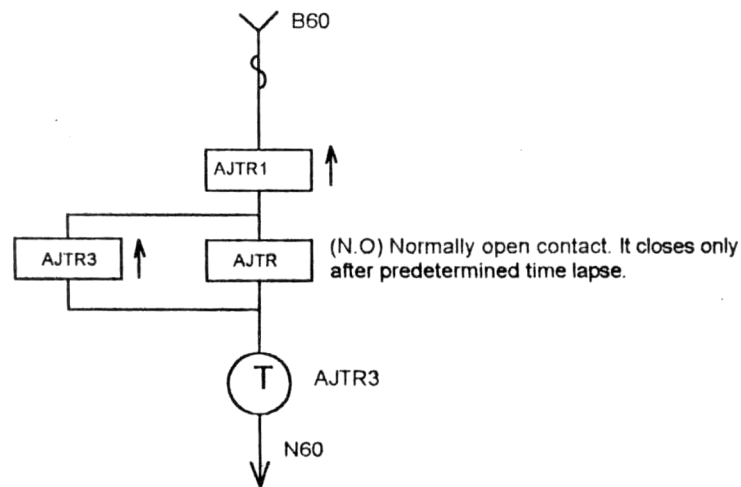 B60
AJTR1
AJTR3
AJTR
(N.O) Normally open contact. It closes only
after predetermined time lapse.
T
AJTR3
N60